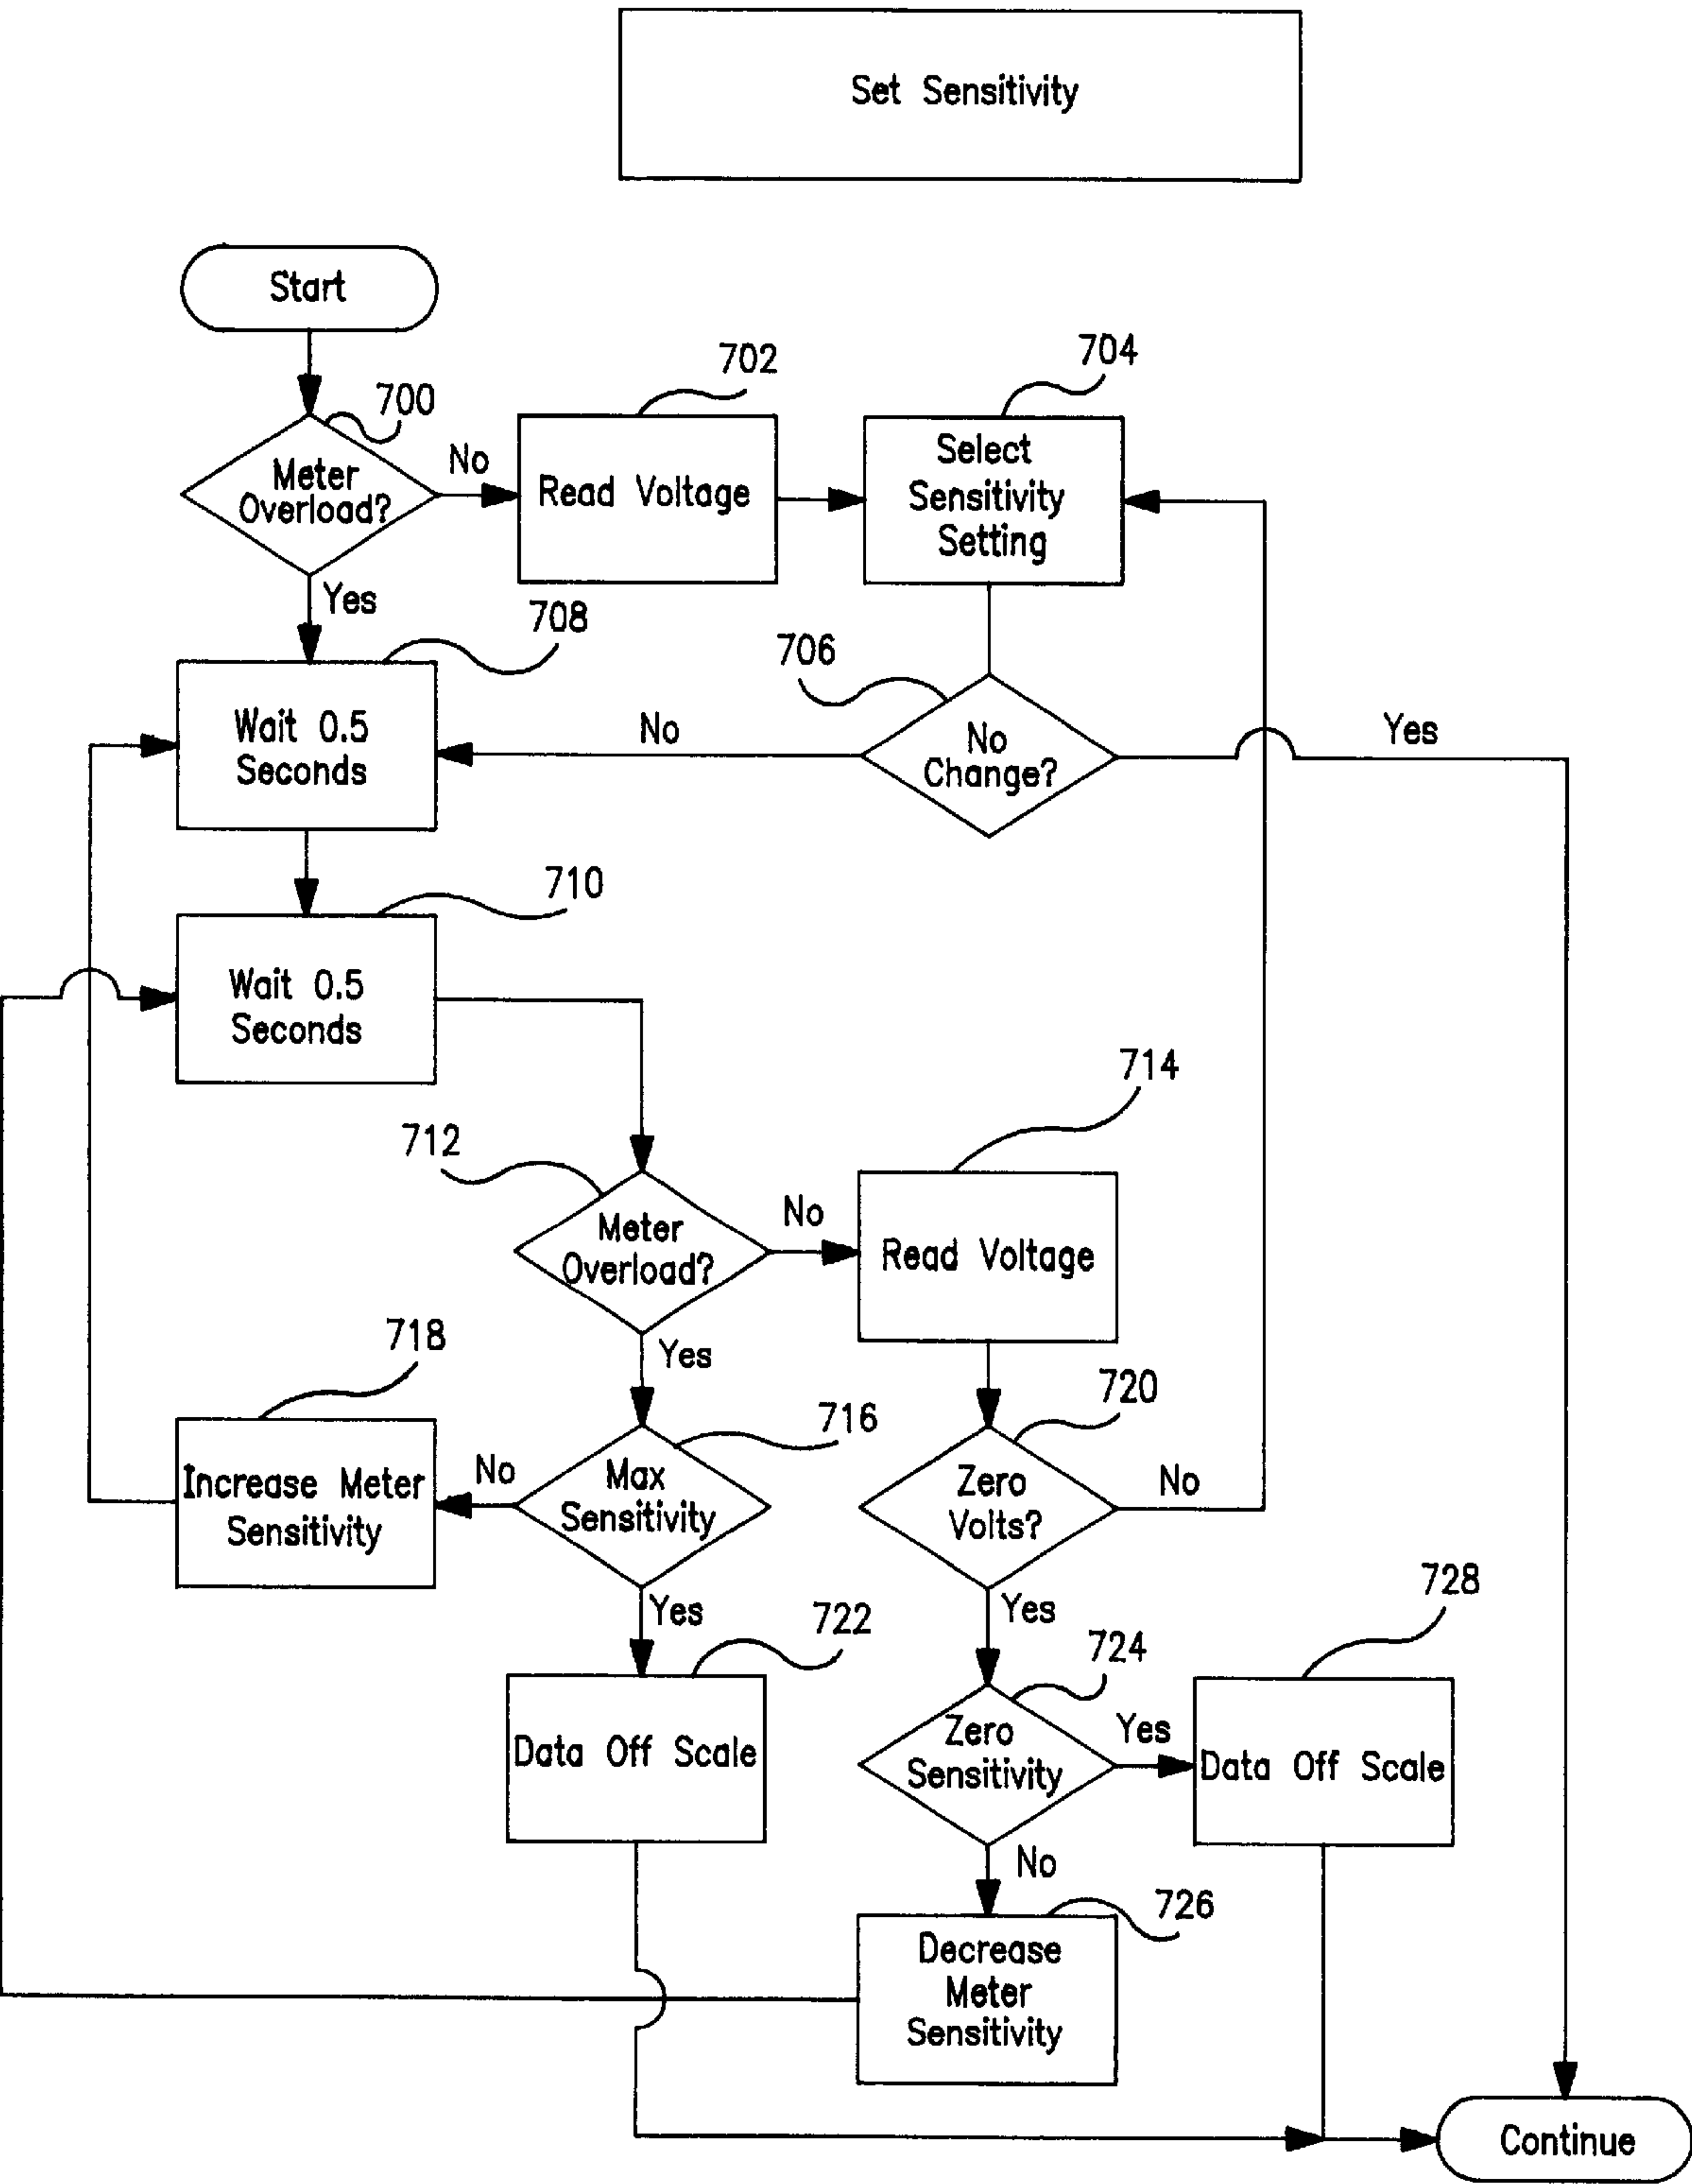 Set Sensitivity
Start
700
Meter
Overload?
No
Yes
702
Read Voltage
704
Select
Sensitivity
Setting
706
No
Change?
No
Yes
708
Wait 0.5
Seconds
710
Wait 0.5
Seconds
712
Meter
Overload?
No
Yes
714
Read Voltage
716
Max
Sensitivity
No
Yes
718
Increase Meter
Sensitivity
720
Zero
Volts?
No
Yes
722
Data Off Scale
724
Zero
Sensitivity
Yes
No
728
Data Off Scale
726
Decrease
Meter
Sensitivity
Continue